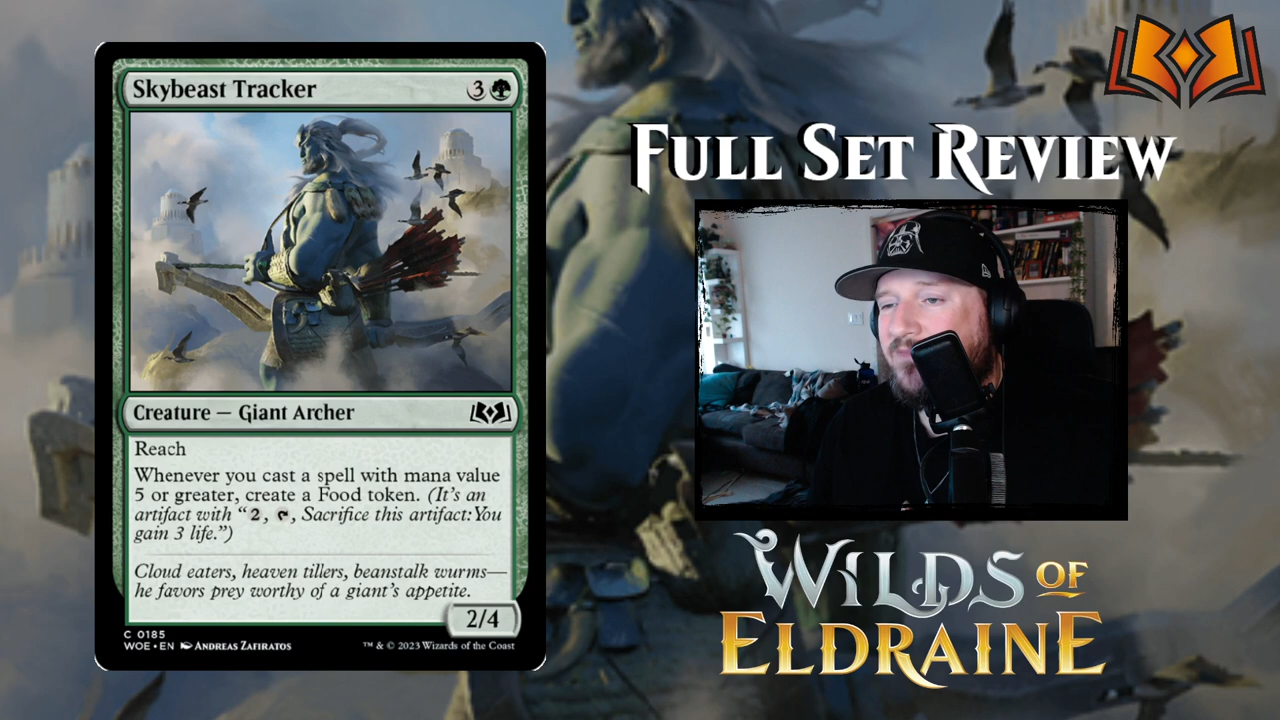 Skybeast Tracker
3
Creature — Giant Archer
Reach
Whenever you cast a spell with mana value
5 or greater, create a Food token. (It's an
artifact with “2, , Sacrifice this artifact:You
gain 3 life.”)
Cloud eaters, heaven tillers, beanstalk wurms—
he favors prey worthy of a giant's appetite.
2/4
C 0185
WOE • EN ANDREAS ZAFIRATOS
™ & © 2023 Wizards of the Coast
FULL SET REVIEW
WILDS OF
ELDRAINE